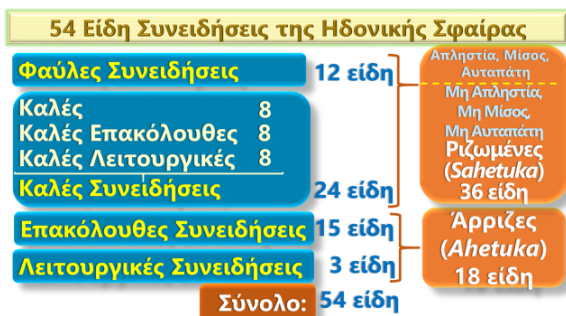 54 Είδη Συνειδήσεις της Ηδονικής Σφαίρας
Φαύλες Συνειδήσεις 12 είδη
Καλές 8
Καλές Επακόλουθες 8
Καλές Λειτουργικές 8
Καλές Συνειδήσεις 24 είδη
Επακόλουθες Συνειδήσεις 15 είδη
Λειτουργικές Συνειδήσεις 3 είδη
Σύνολο: 54 είδη
Απληστία, Μίσος,
Αυταπάτη
Μη Απληστία,
Μη Μίσος,
Μη Αυταπάτη
Ριζωμένες
(Sahetuka)
36 είδη
Άρριζες
(Ahetuka)
18 είδη